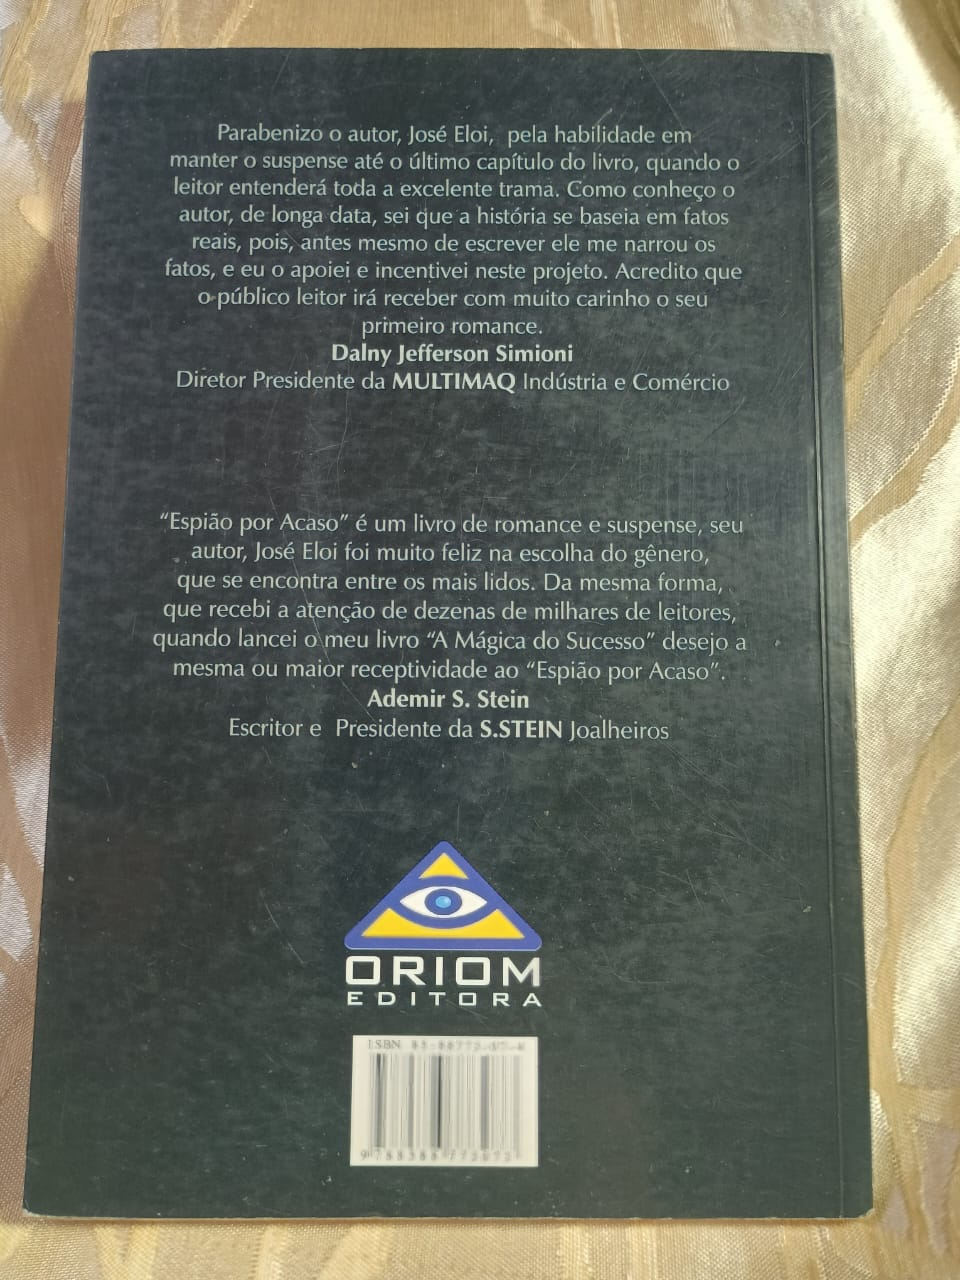 Parabenizo o autor, José Eloi, pela habilidade em
manter o suspense até o último capítulo do livro, quando o
leitor entenderá toda a excelente trama. Como conheço o
autor, de longa data, sei que a história se baseia em fatos
reais, pois, antes mesmo de escrever ele me narrou os
fatos, e eu o apoiei e incentivei neste projeto. Acredito que
o público leitor irá receber com muito carinho o seu
primeiro romance.
Dalny Jefferson Simioni
Diretor Presidente da MULTIMAQ Indústria e Comércio
“Espião por Acaso” é um livro de romance e suspense, seu
autor, José Eloi foi muito feliz na escolha do gênero,
que se encontra entre os mais lidos. Da mesma forma,
que recebi a atenção de dezenas de milhares de leitores,
quando lancei o meu livro “A Mágica do Sucesso” desejo a
mesma ou maior receptividade ao “Espião por Acaso”.
Ademir S. Stein
Escritor e Presidente da S.STEIN Joalheiros
ORIOM
EDITORA
ISBN